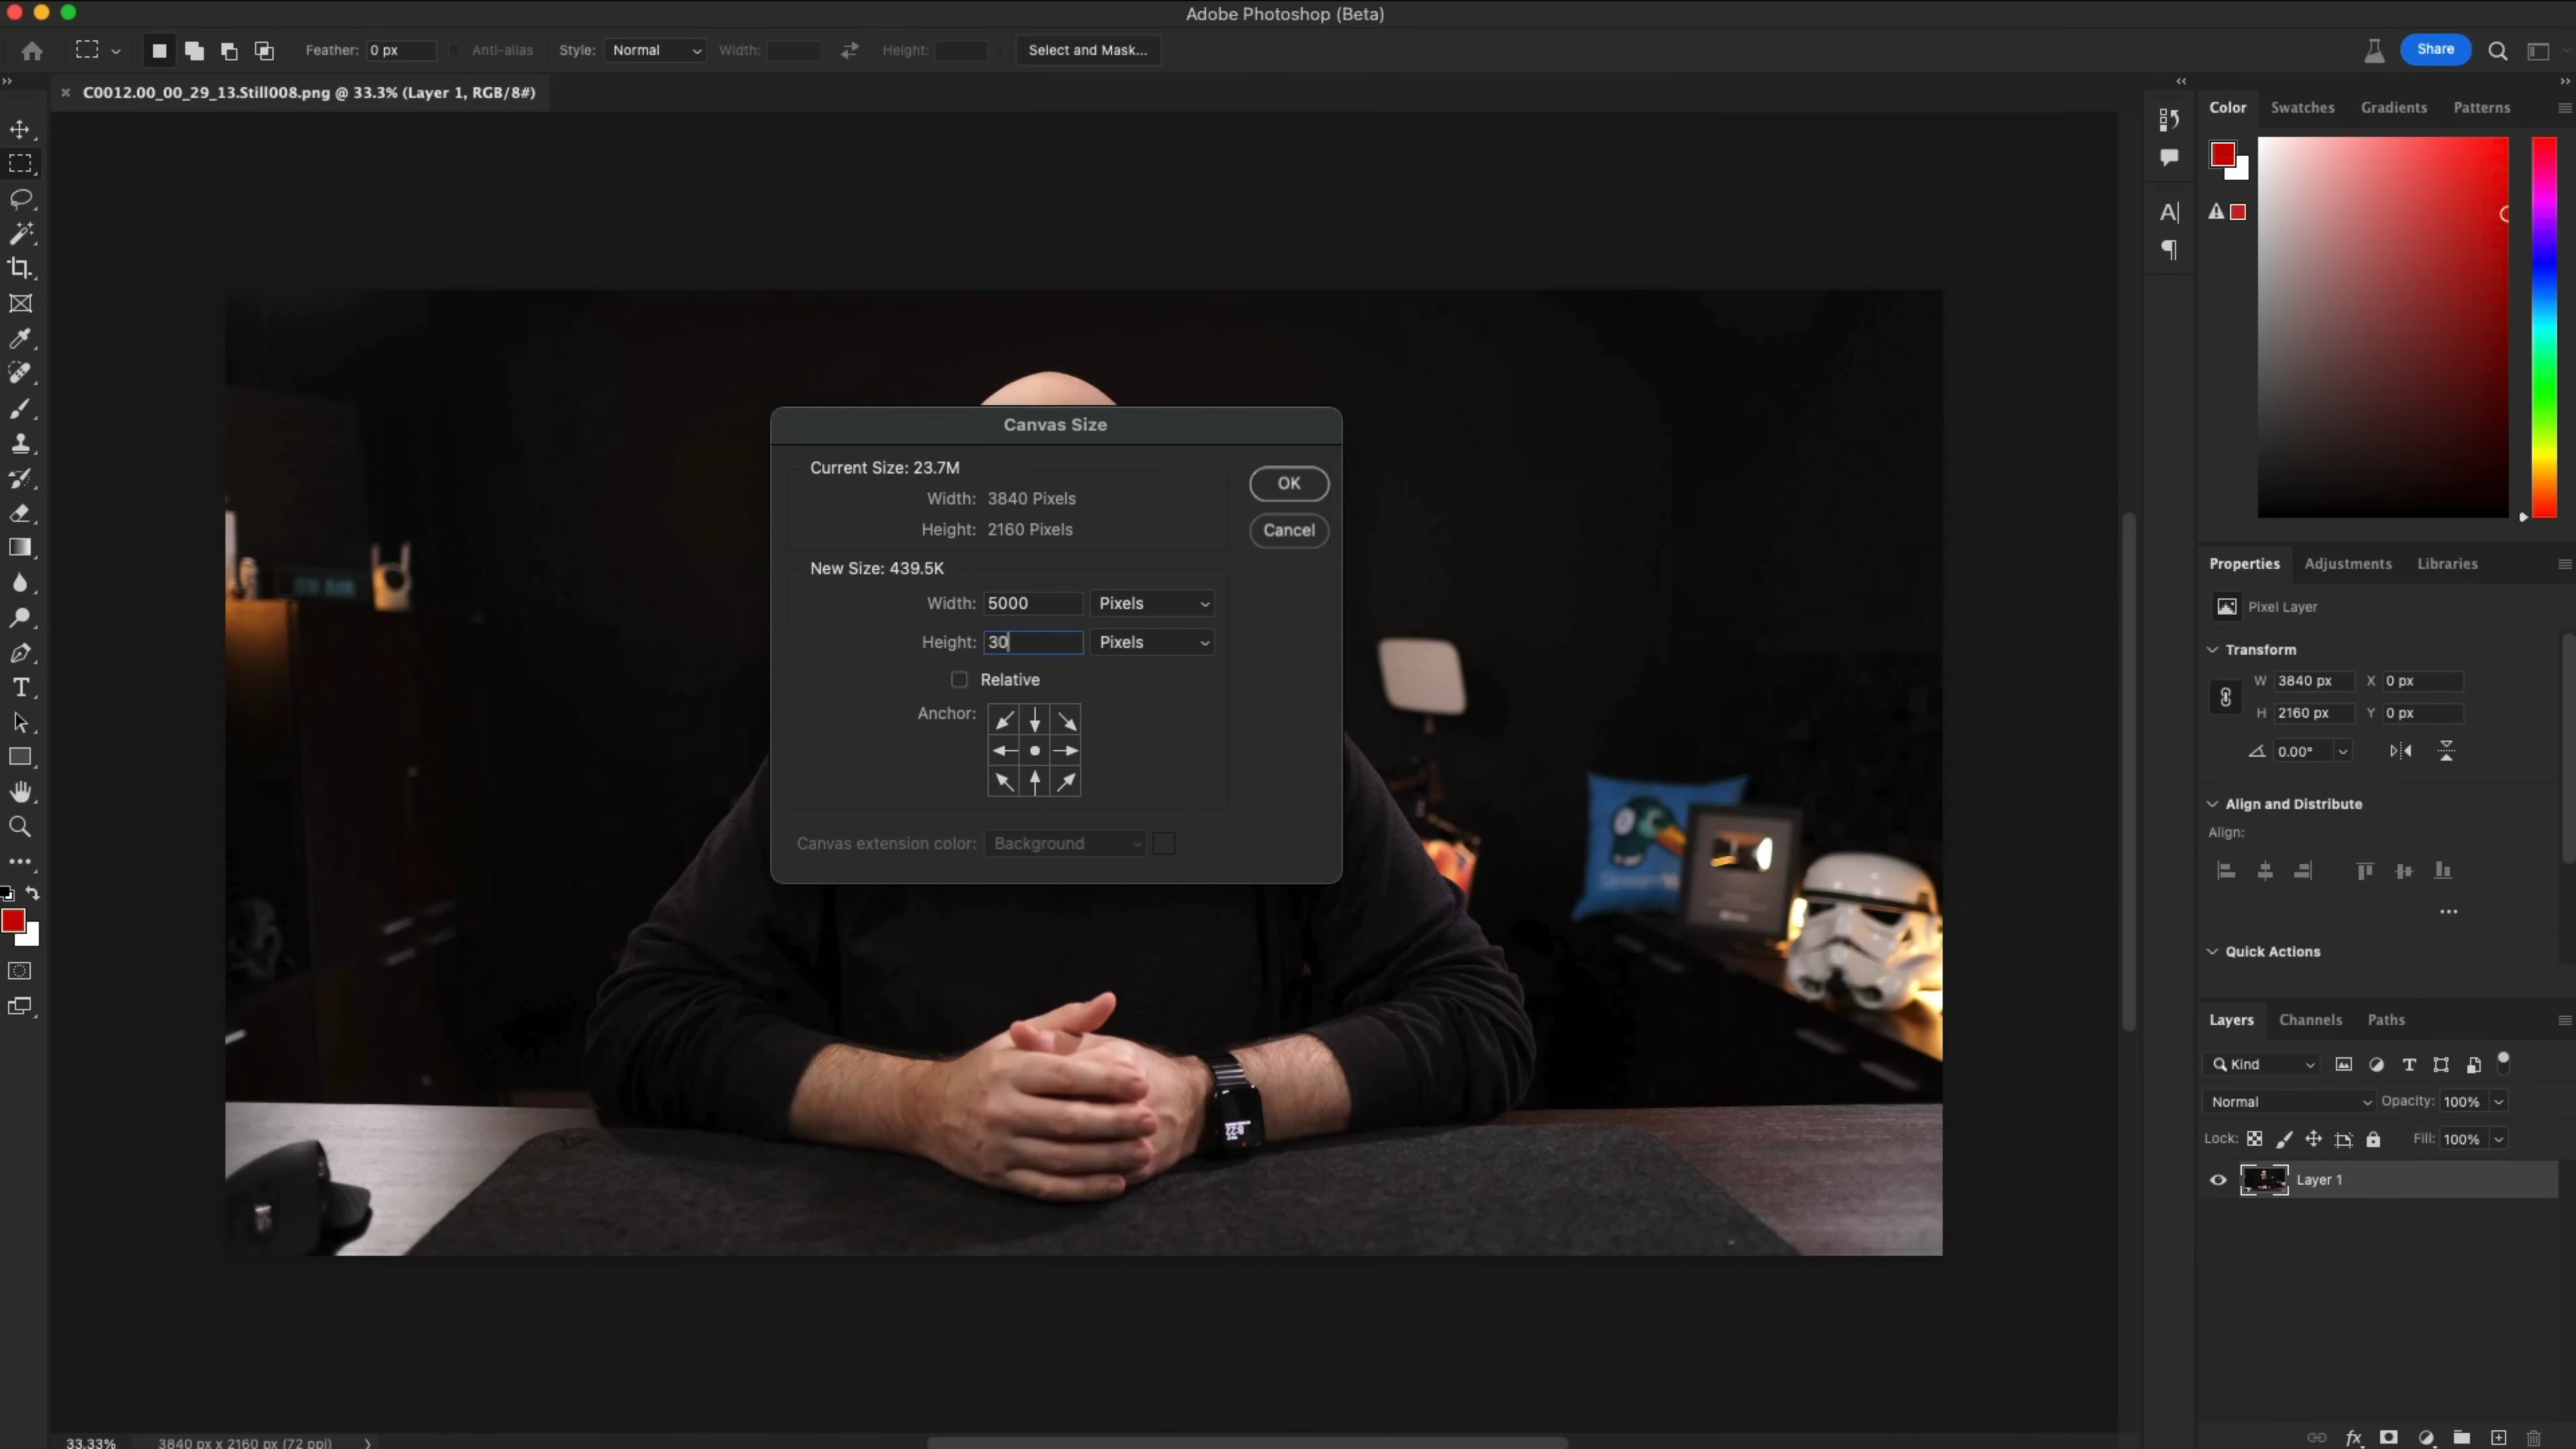 Adobe Photoshop (Beta)
Feather: 0 px Anti-alias Style: Normal Width: Height: Select and Mask... Share
C0012.00_00_29_13.Still008.png @ 33.3% (Layer 1, RGB/8#)
Color Swatches Gradients Patterns
Canvas Size
Current Size: 23.7M
Width: 3840 Pixels
Height: 2160 Pixels
OK
Cancel
New Size: 439.5K
Width: 5000 Pixels
Height: 30 Pixels
Relative
Anchor:
Canvas extension color: Background
Properties Adjustments Libraries
Pixel Layer
Transform
W 3840 px X 0 px
H 2160 px Y 0 px
0.00°
Align and Distribute
Align:
Quick Actions
Layers Channels Paths
Kind
Normal Opacity: 100%
Lock: Fill: 100%
Layer 1
33.33% 3840 px x 2160 px (72 ppi)